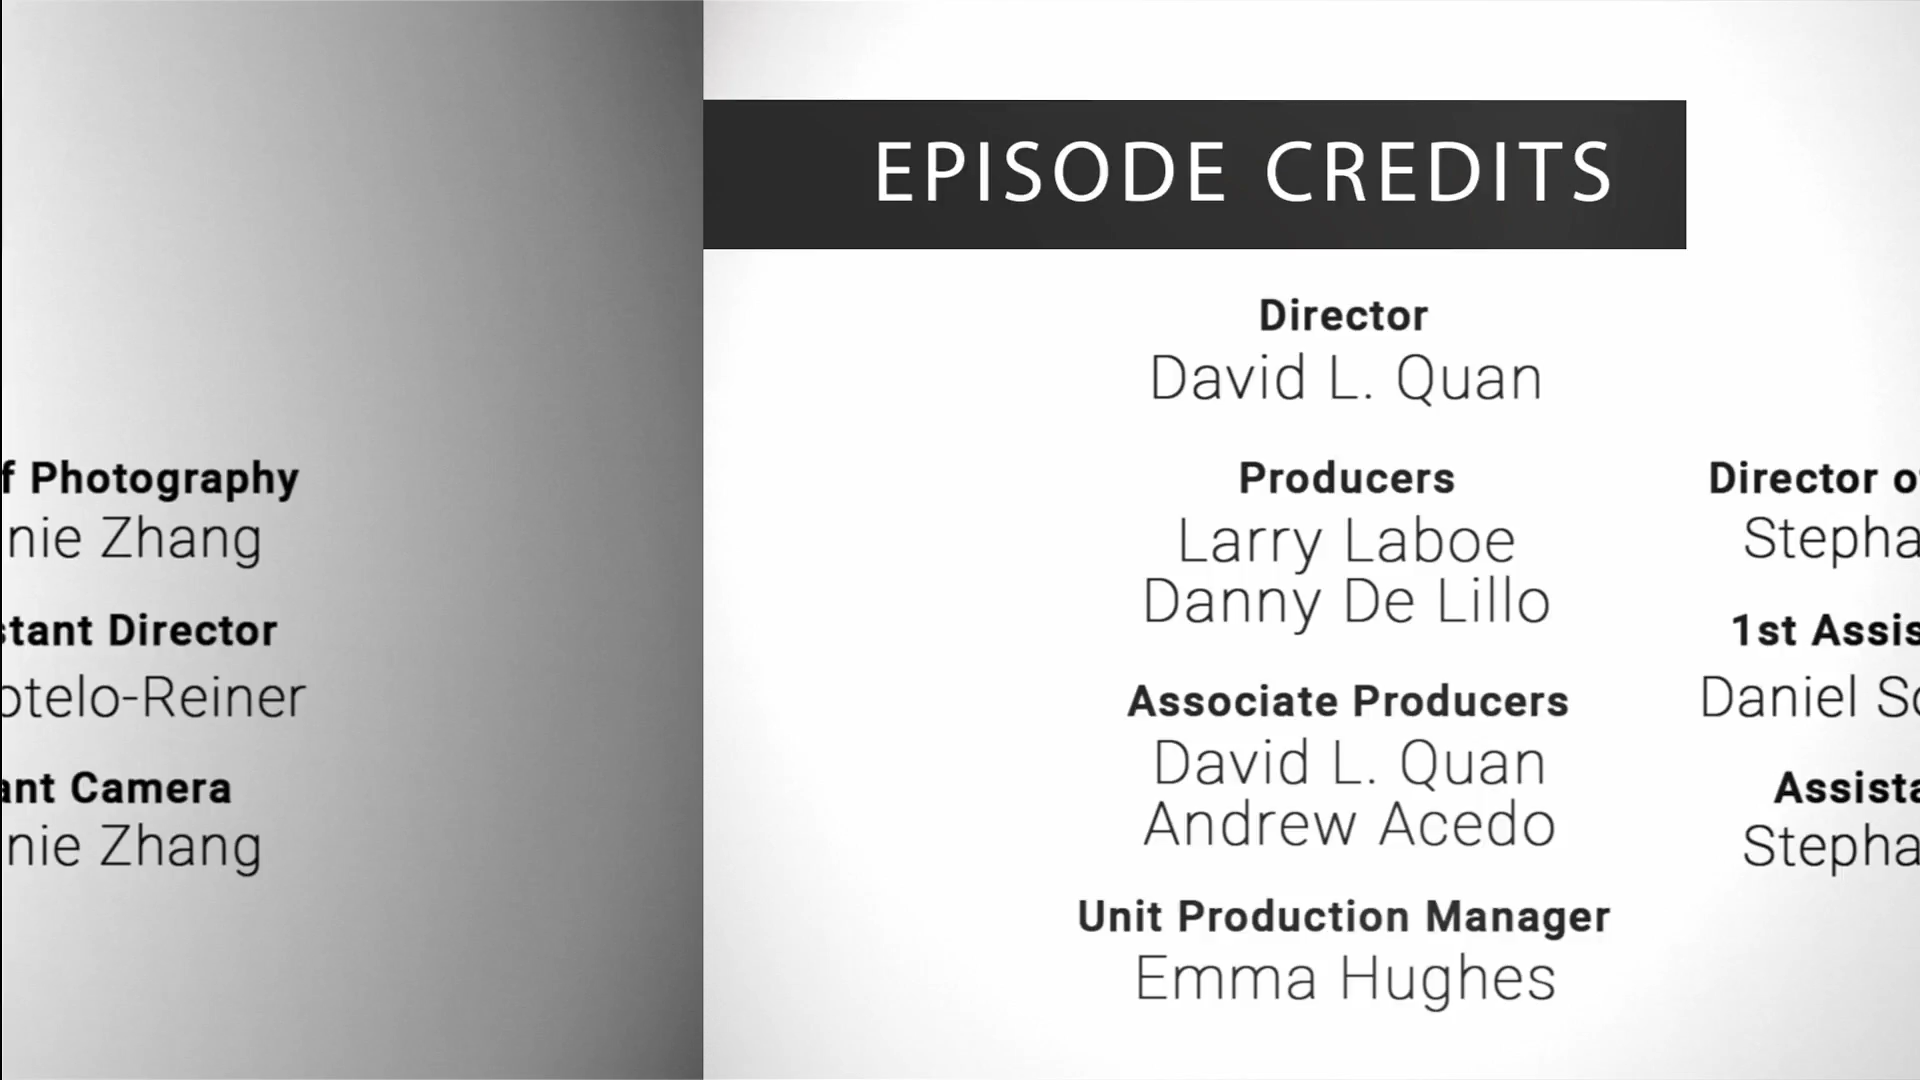 EPISODE CREDITS
Director
David L. Quan
Producers
Larry Laboe
Danny De Lillo
Associate Producers
David L. Quan
Andrew Acedo
Unit Production Manager
Emma Hughes
f Photography
nie Zhang
stant Director
otelo-Reiner
ant Camera
nie Zhang
Director o
Stepha
1st Assis
Daniel So
Assista
Stepha